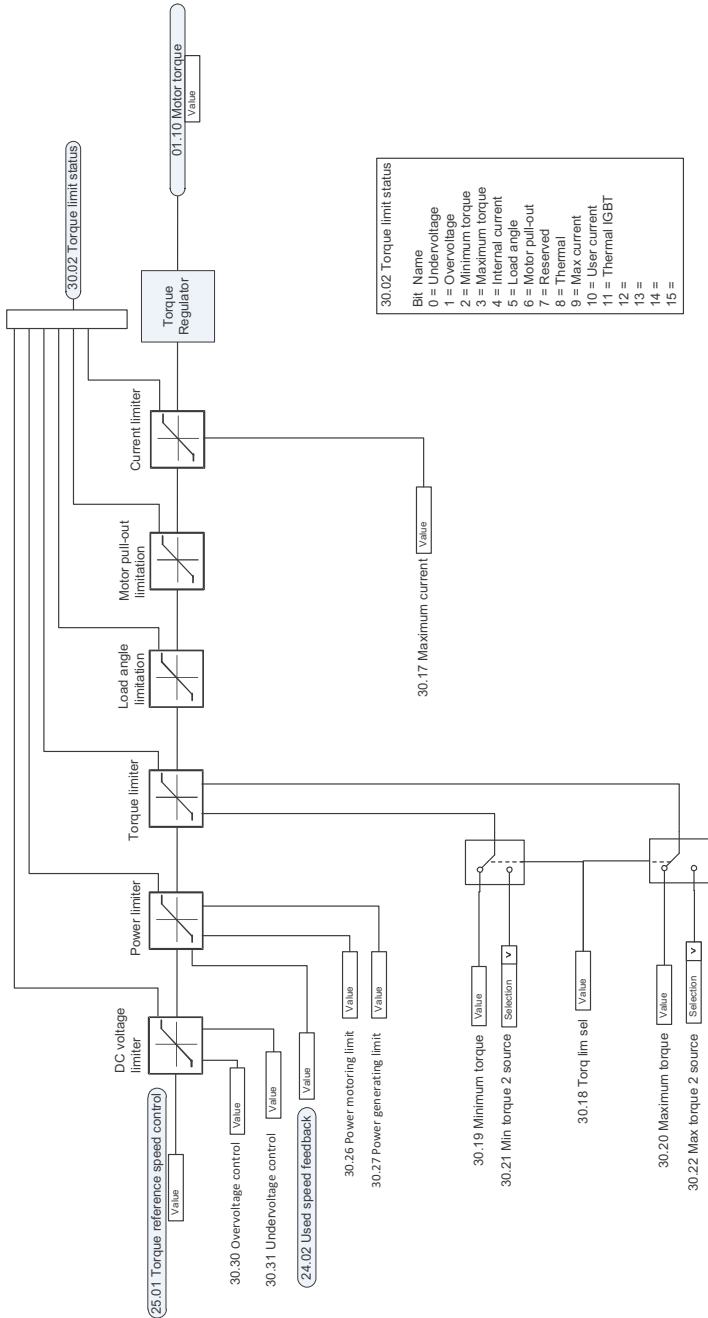 25.01 Torque reference speed control
Value
30.30 Overvoltage control
Value
30.31 Undervoltage control
Value
24.02 Used speed feedback
Value
30.26 Power motoring limit
Value
30.27 Power generating limit
Value
DC voltage
limiter
Power limiter
Torque limiter
Load angle
limitation
Motor pull-out
limitation
Current limiter
Torque
Regulator
30.02 Torque limit status
01.10 Motor torque
Value
30.17 Maximum current
Value
30.19 Minimum torque
Value
30.21 Min torque 2 source
Selection
30.18 Torq lim sel
Value
30.20 Maximum torque
Value
30.22 Max torque 2 source
Selection
30.02 Torque limit status
Bit Name
0 = Undervoltage
1 = Overvoltage
2 = Minimum torque
3 = Maximum torque
4 = Internal current
5 = Load angle
6 = Motor pull-out
7 = Reserved
8 = Thermal
9 = Max current
10 = User current
11 = Thermal IGBT
12 =
13 =
14 =
15 =